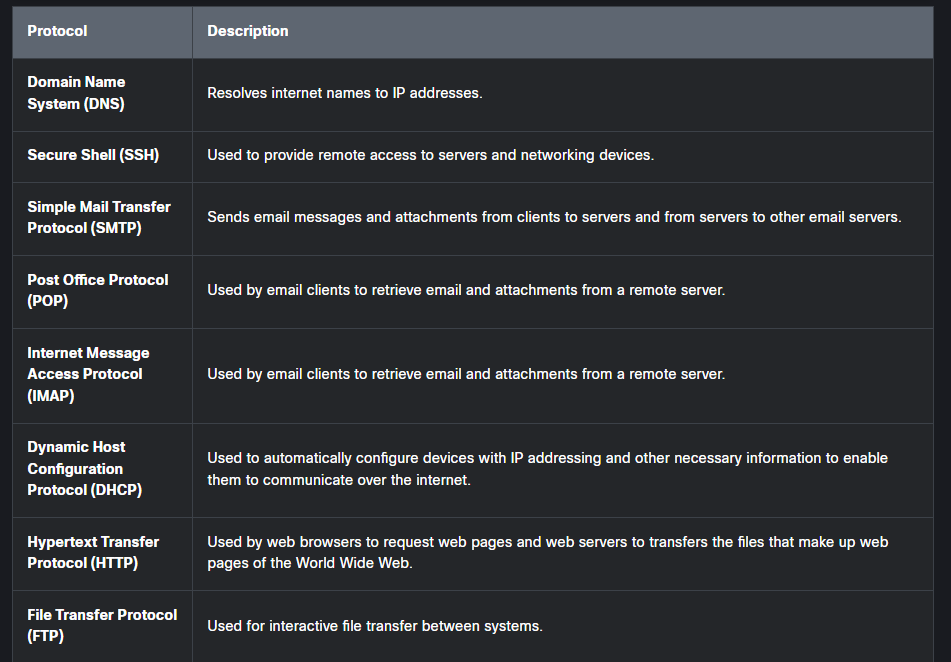 Protocol
Description
Domain Name
System (DNS)
Resolves internet names to IP addresses.
Secure Shell (SSH)
Used to provide remote access to servers and networking devices.
Simple Mail Transfer
Protocol (SMTP)
Sends email messages and attachments from clients to servers and from servers to other email servers.
Post Office Protocol
(POP)
Used by email clients to retrieve email and attachments from a remote server.
Internet Message
Access Protocol
(IMAP)
Used by email clients to retrieve email and attachments from a remote server.
Dynamic Host
Configuration
Protocol (DHCP)
Used to automatically configure devices with IP addressing and other necessary information to enable
them to communicate over the internet.
Hypertext Transfer
Protocol (HTTP)
Used by web browsers to request web pages and web servers to transfers the files that make up web
pages of the World Wide Web.
File Transfer Protocol
(FTP)
Used for interactive file transfer between systems.